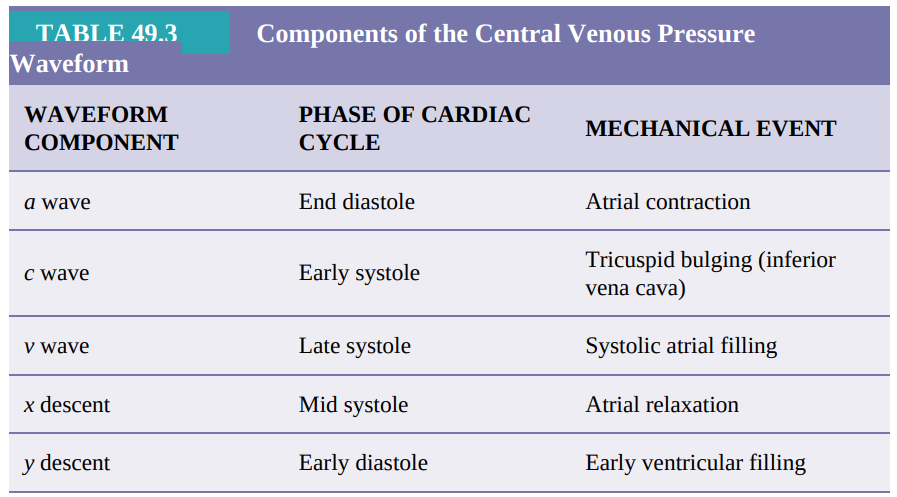 TABLE 49.3 Components of the Central Venous Pressure
Waveform
WAVEFORM COMPONENT PHASE OF CARDIAC CYCLE MECHANICAL EVENT
a wave End diastole Atrial contraction
c wave Early systole Tricuspid bulging (inferior vena cava)
v wave Late systole Systolic atrial filling
x descent Mid systole Atrial relaxation
y descent Early diastole Early ventricular filling